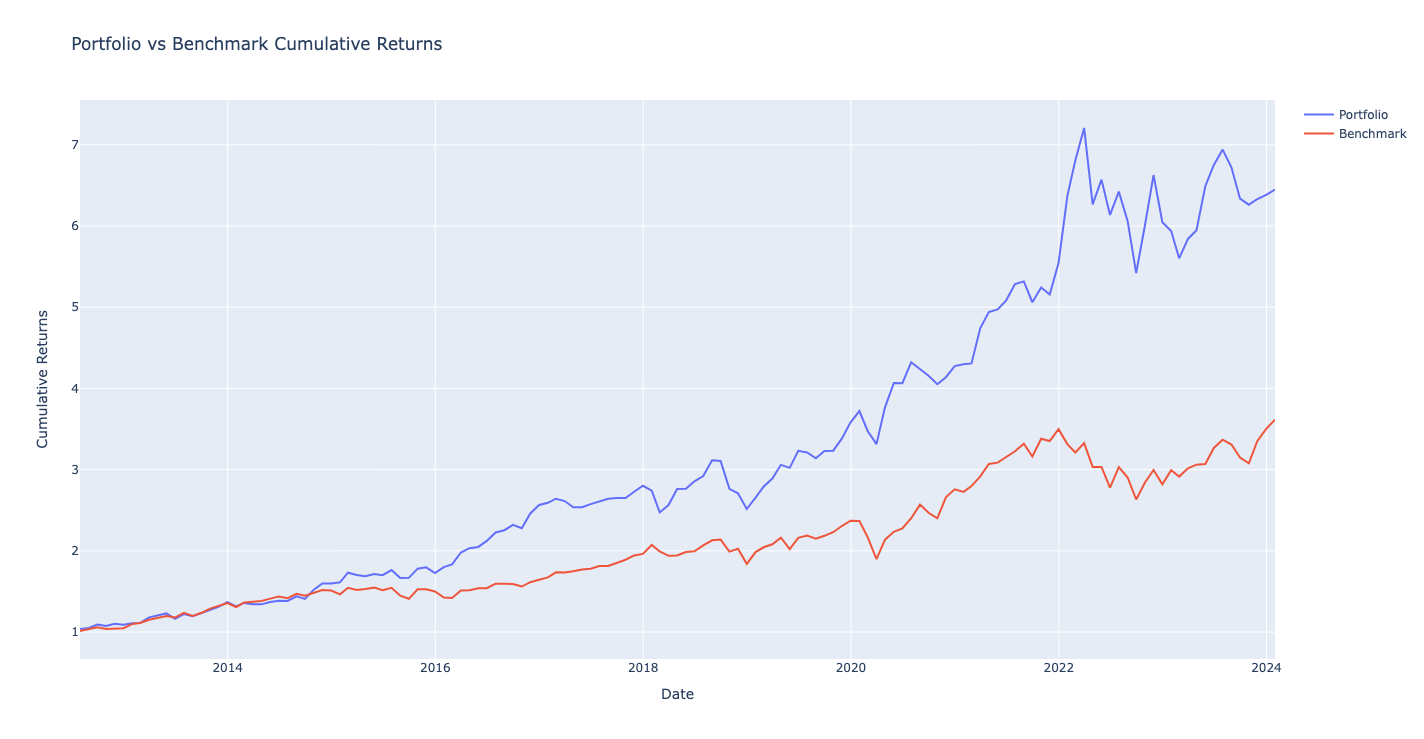 Portfolio vs Benchmark Cumulative Returns
Portfolio
Benchmark
7
6
5
4
3
2
1
Cumulative Returns
2014
2016
2018
2020
2022
2024
Date